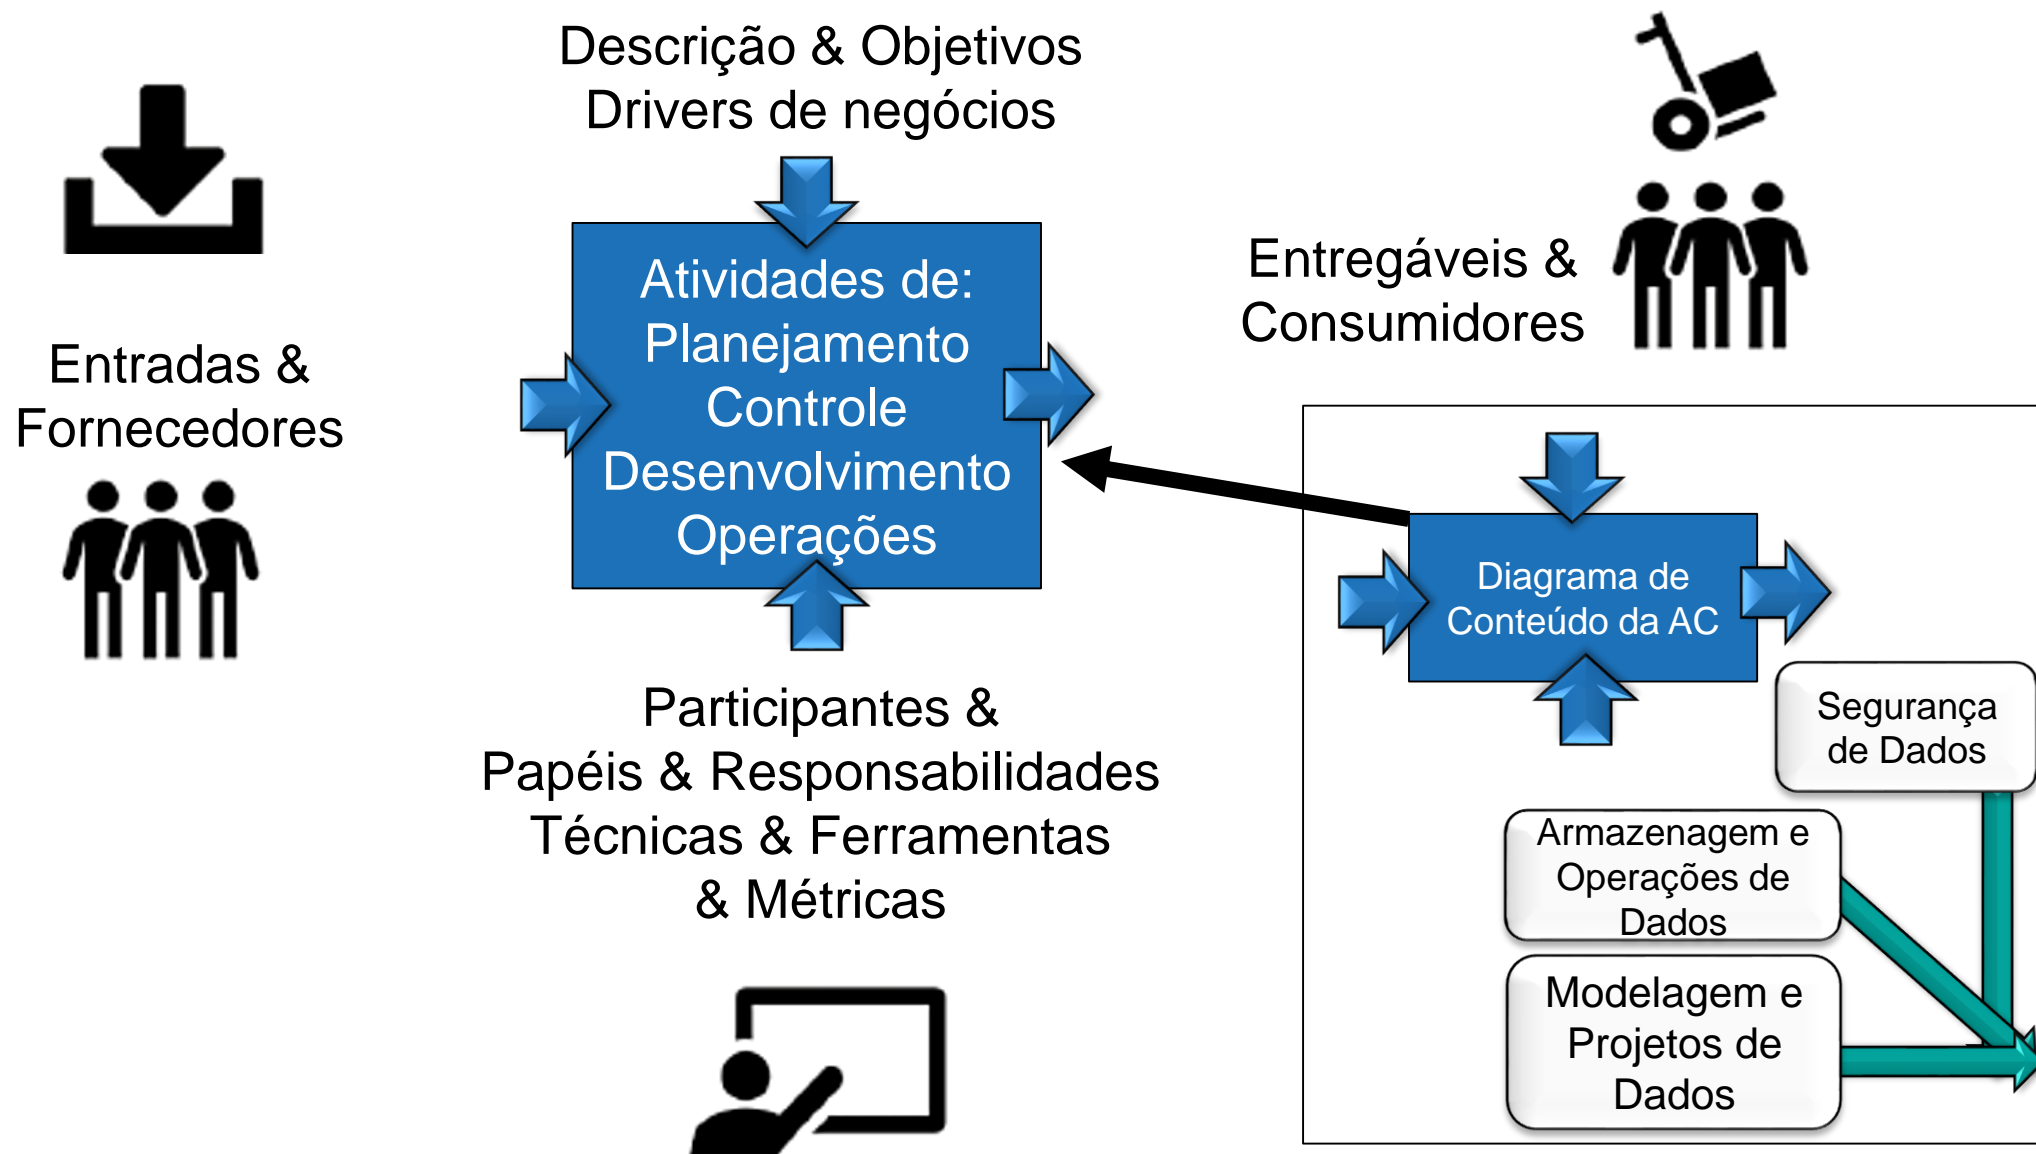 Descrição & Objetivos
Drivers de negócios
Entradas &
Fornecedores
Atividades de:
Planejamento
Controle
Desenvolvimento
Operações
Entregáveis &
Consumidores
Participantes &
Papéis & Responsabilidades
Técnicas & Ferramentas
& Métricas
Diagrama de
Conteúdo da AC
Segurança
de Dados
Armazenagem e
Operações de
Dados
Modelagem e
Projetos de
Dados